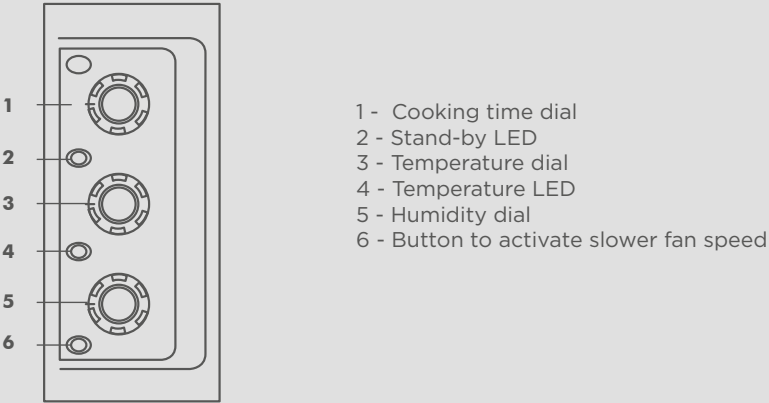 1
2
3
4
5
6
1 - Cooking time dial
2 - Stand-by LED
3 - Temperature dial
4 - Temperature LED
5 - Humidity dial
6 - Button to activate slower fan speed